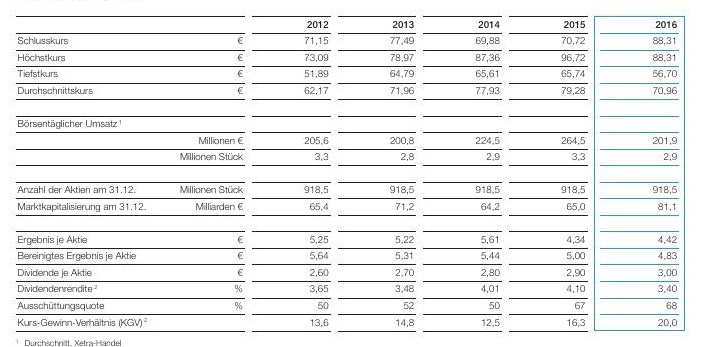 2012 2013 2014 2015 2016
Schlusskurs € 71,15 77,49 69,88 70,72 88,31
Höchstkurs € 73,09 78,97 87,36 96,72 88,31
Tiefstkurs € 51,89 64,79 65,61 65,74 56,70
Durchschnittskurs € 62,17 71,96 77,93 79,28 70,96
Börsentäglicher Umsatz ¹
Millionen € 205,6 200,8 224,5 264,5 201,9
Millionen Stück 3,3 2,8 2,9 3,3 2,9
Anzahl der Aktien am 31.12. Millionen Stück 918,5 918,5 918,5 918,5 918,5
Marktkapitalisierung am 31.12. Milliarden € 65,4 71,2 64,2 65,0 81,1
Ergebnis je Aktie € 5,25 5,22 5,61 4,34 4,42
Bereinigtes Ergebnis je Aktie € 5,64 5,31 5,44 5,00 4,83
Dividende je Aktie € 2,60 2,70 2,80 2,90 3,00
Dividendenrendite ² % 3,65 3,48 4,01 4,10 3,40
Ausschüttungsquote % 50 52 50 67 68
Kurs-Gewinn-Verhältnis (KGV) ² 13,6 14,8 12,5 16,3 20,0
¹ Durchschnitt, Xetra-Handel